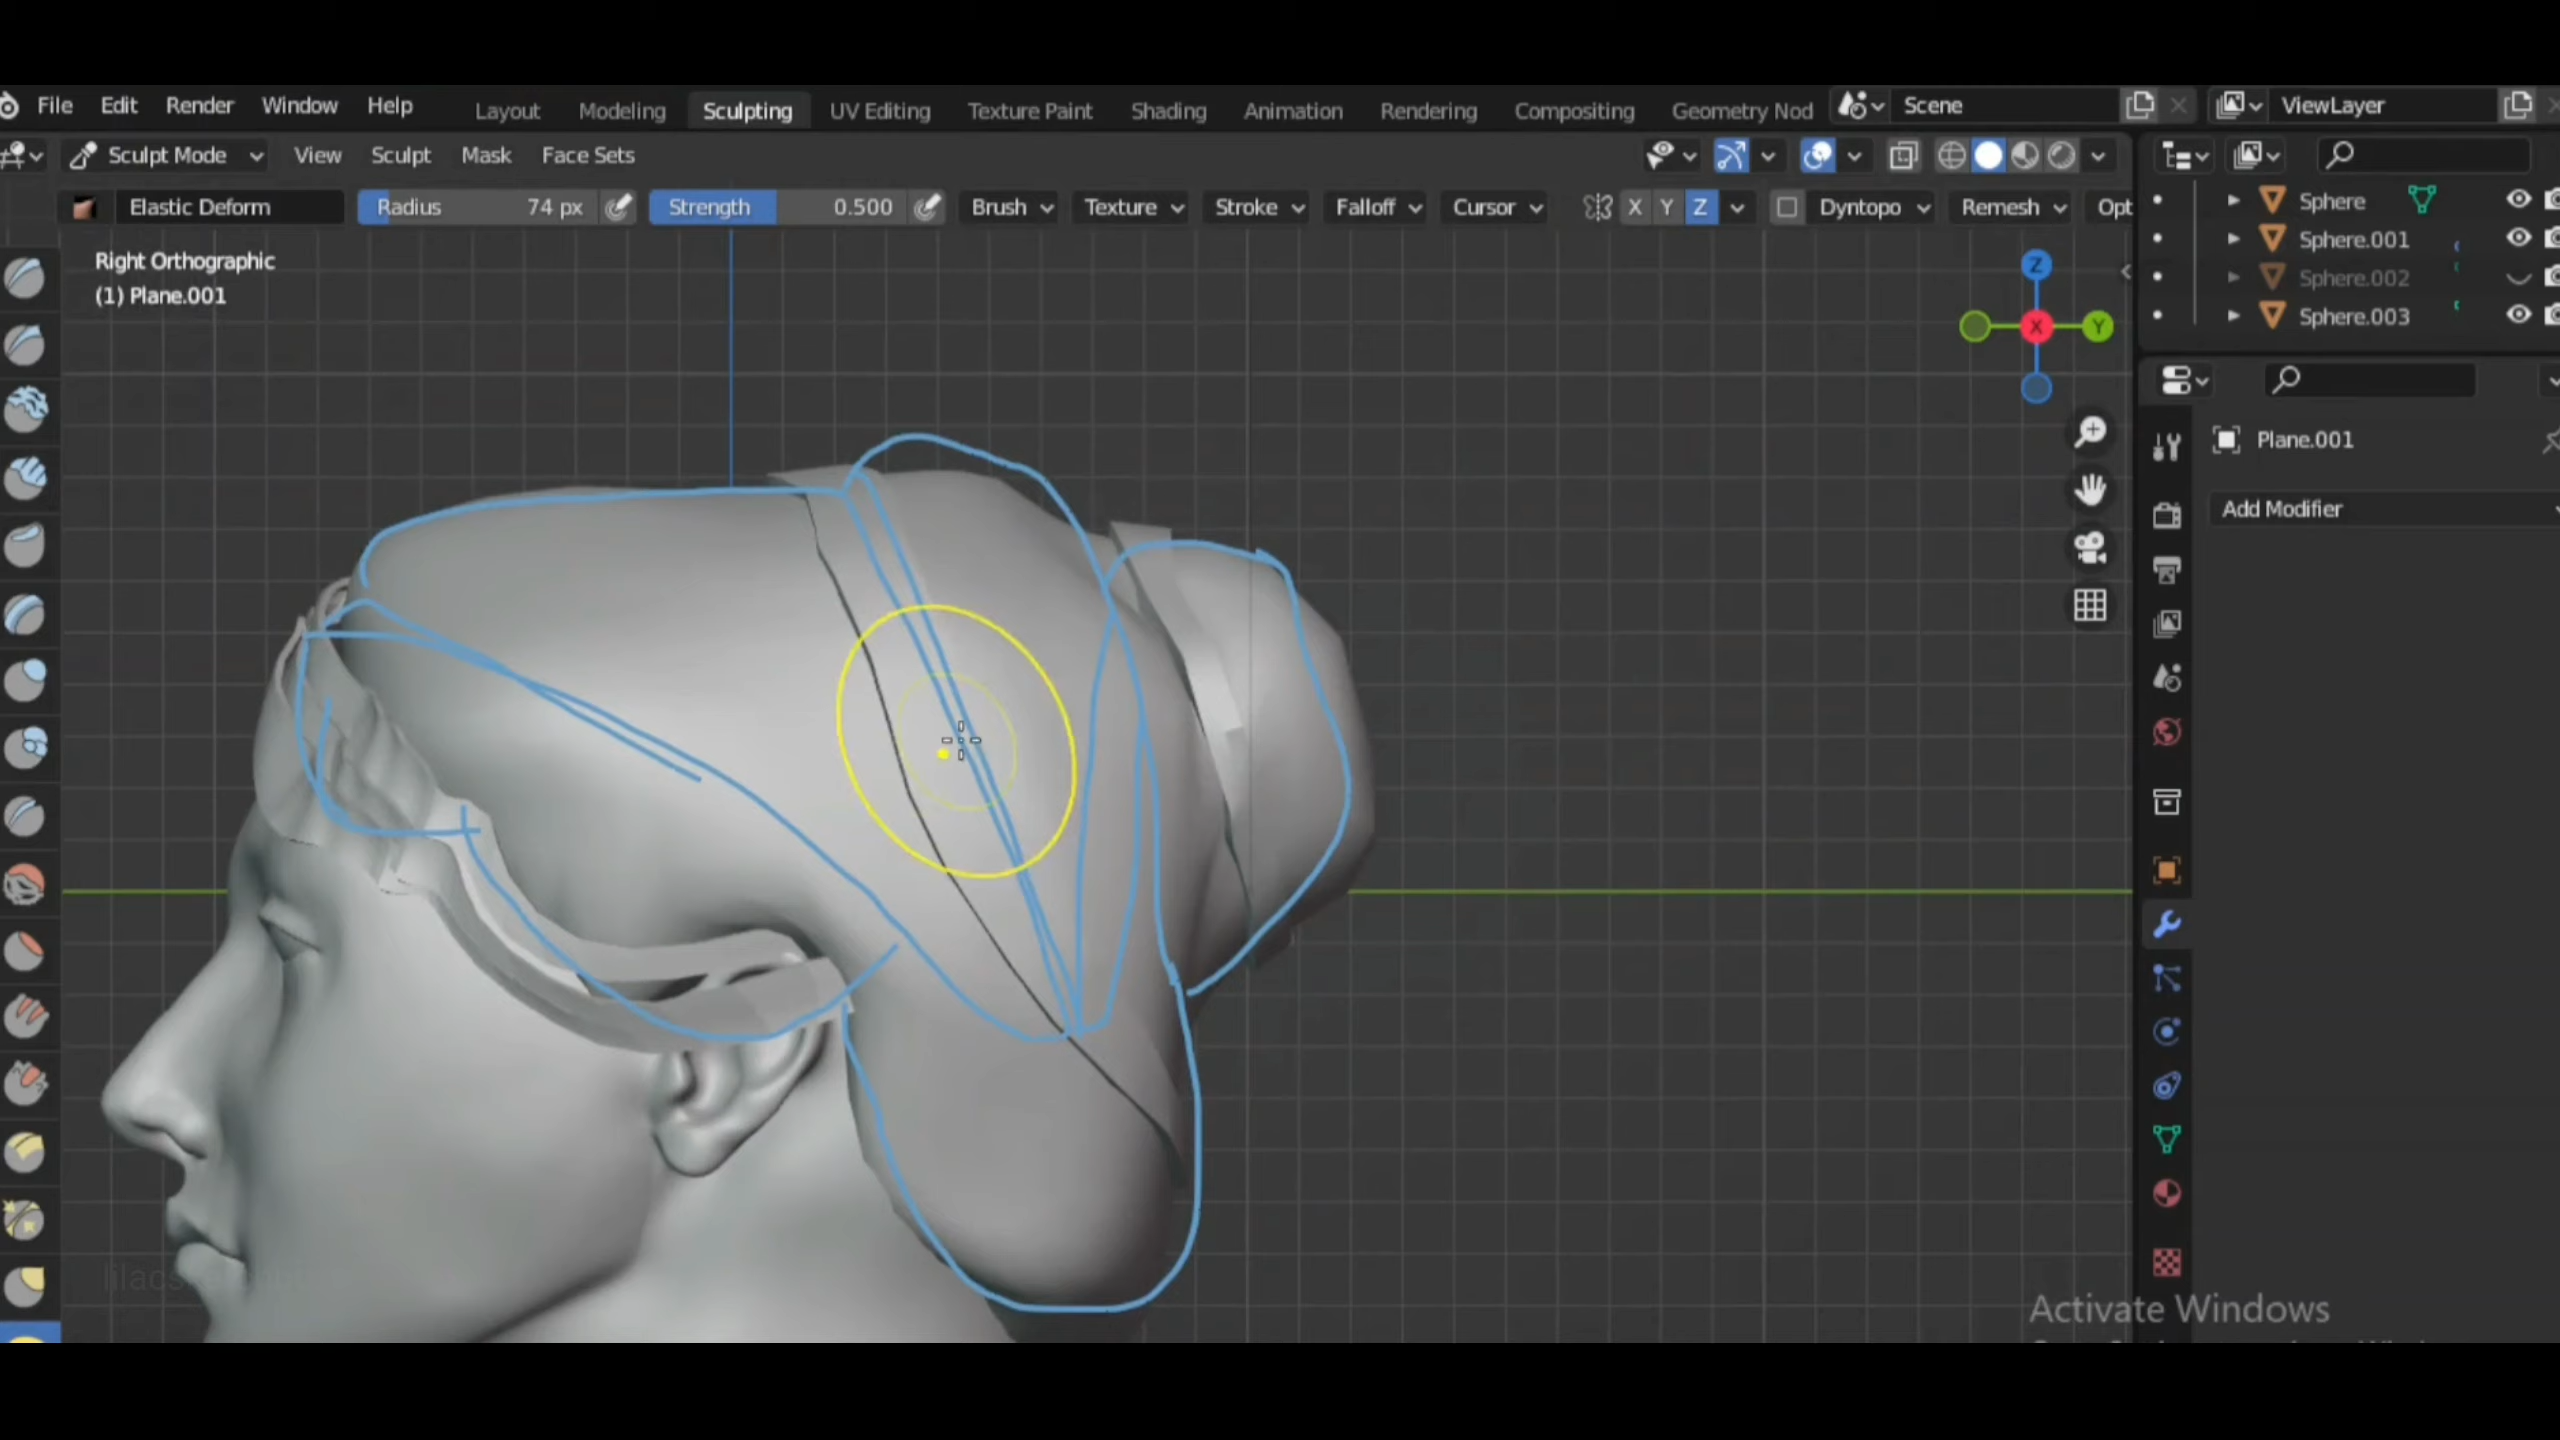 File Edit Render Window Help Layout Modeling Sculpting UV Editing Texture Paint Shading Animation Rendering Compositing Geometry Nod Scene ViewLayer
Sculpt Mode View Sculpt Mask Face Sets
Elastic Deform Radius 74 px Strength 0.500 Brush Texture Stroke Falloff Cursor X Y Z Dyntopo Remesh Opt
Sphere
Sphere.001
Sphere.002
Sphere.003
Right Orthographic
(1) Plane.001
Z
X Y
Plane.001
Add Modifier
Activate Windows